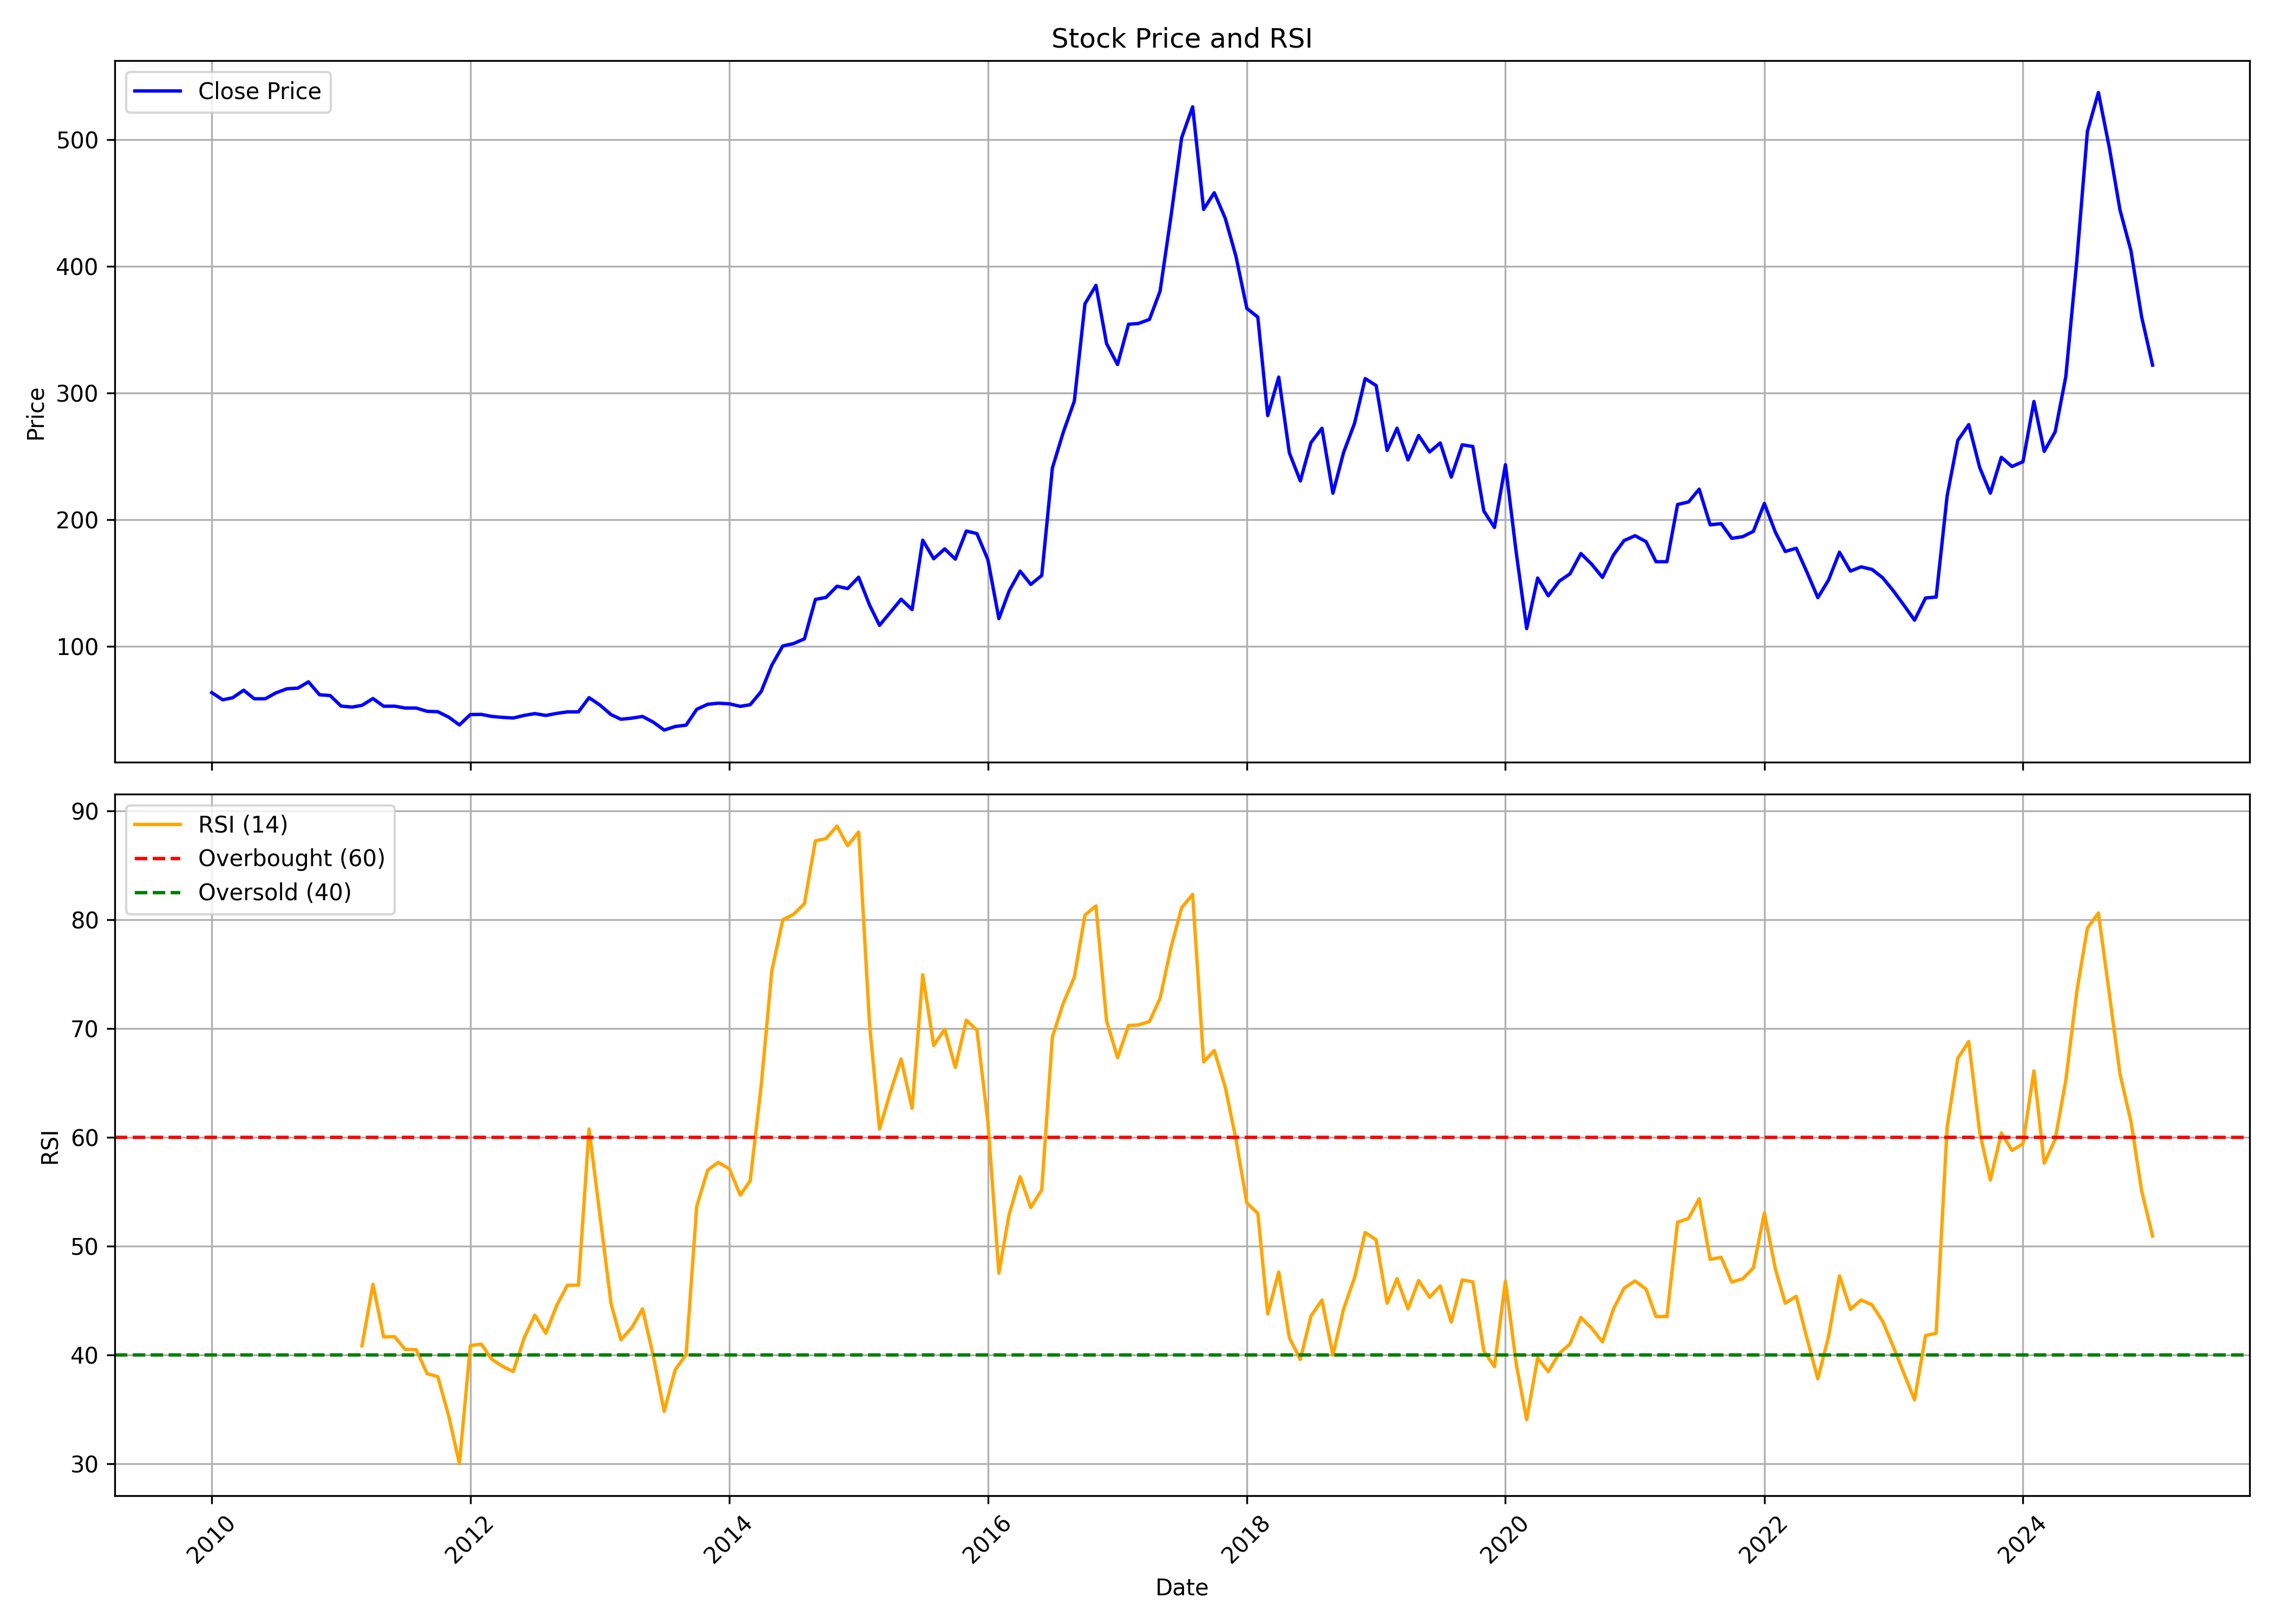 Stock Price and RSI
Close Price
500
400
300
200
100
Price
RSI (14)
Overbought (60)
Oversold (40)
90
80
70
60
50
40
30
RSI
2010 2012 2014 2016 2018 2020 2022 2024
Date